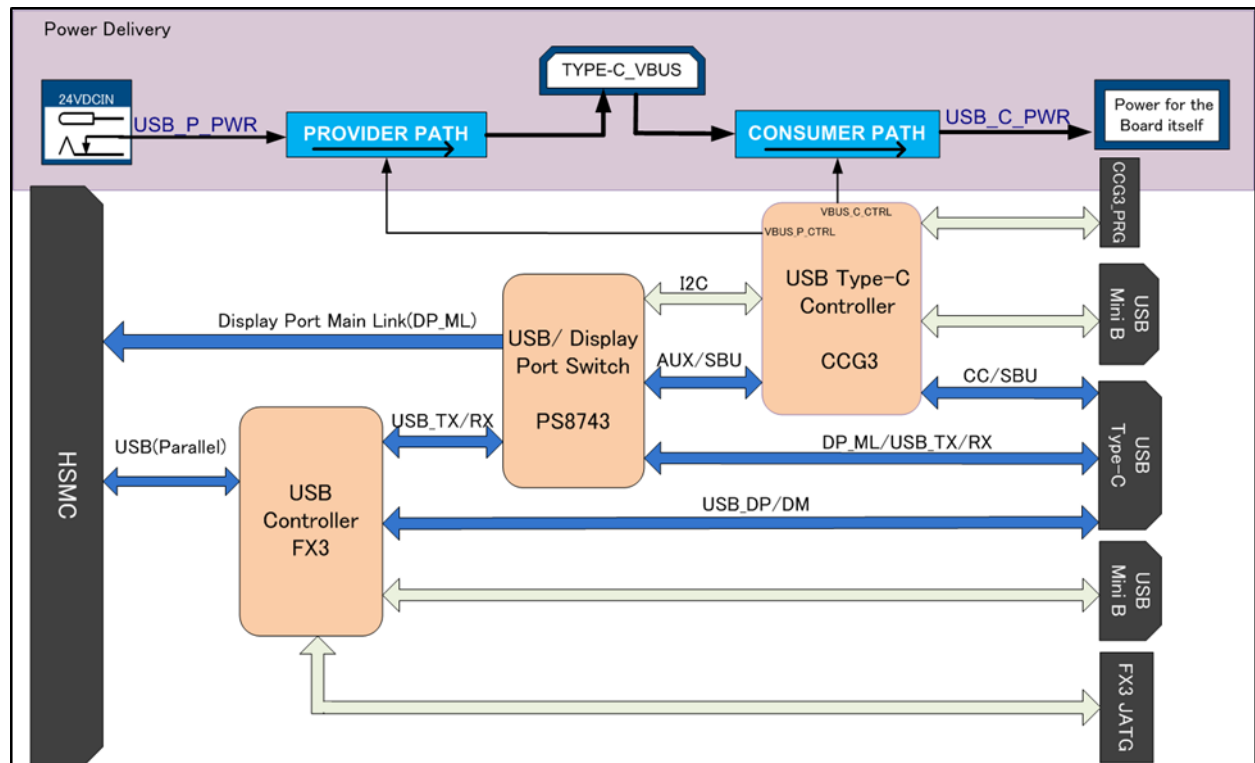 Power Delivery
TYPE-C_VBUS
24VDCIN
USB_P_PWR
PROVIDER PATH
CONSUMER PATH
USB_C_PWR
Power for the
Board itself
CCG3_PRG
VBUS_C_CTRL
VBUS_P_CTRL
USB Type-C
Controller
CCG3
I2C
USB
Mini B
Display Port Main Link(DP_ML)
USB/ Display
Port Switch
PS8743
AUX/SBU
CC/SBU
USB
Type-C
USB_TX/RX
DP_ML/USB_TX/RX
HSMC
USB(Parallel)
USB
Controller
FX3
USB_DP/DM
USB
Mini B
FX3 JATG